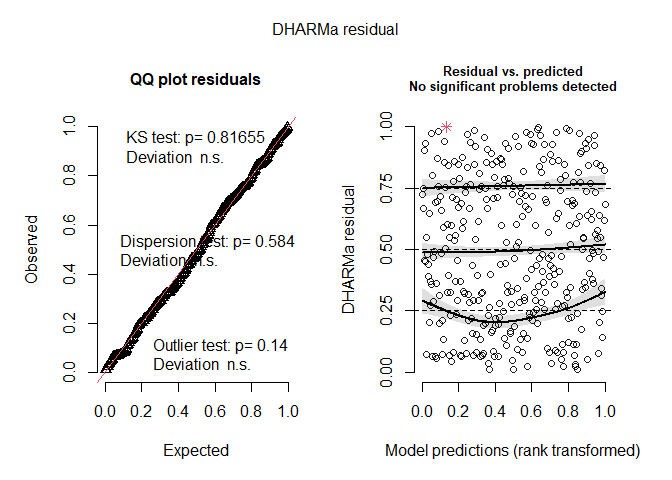 DHARMa residual
QQ plot residuals
KS test: p= 0.81655
Deviation n.s.
Dispersion test: p= 0.584
Deviation n.s.
Outlier test: p= 0.14
Deviation n.s.
Observed
0.0 0.2 0.4 0.6 0.8 1.0
0.0 0.2 0.4 0.6 0.8 1.0
Expected
Residual vs. predicted
No significant problems detected
DHARMa residual
0.00 0.25 0.50 0.75 1.00
0.0 0.2 0.4 0.6 0.8 1.0
Model predictions (rank transformed)